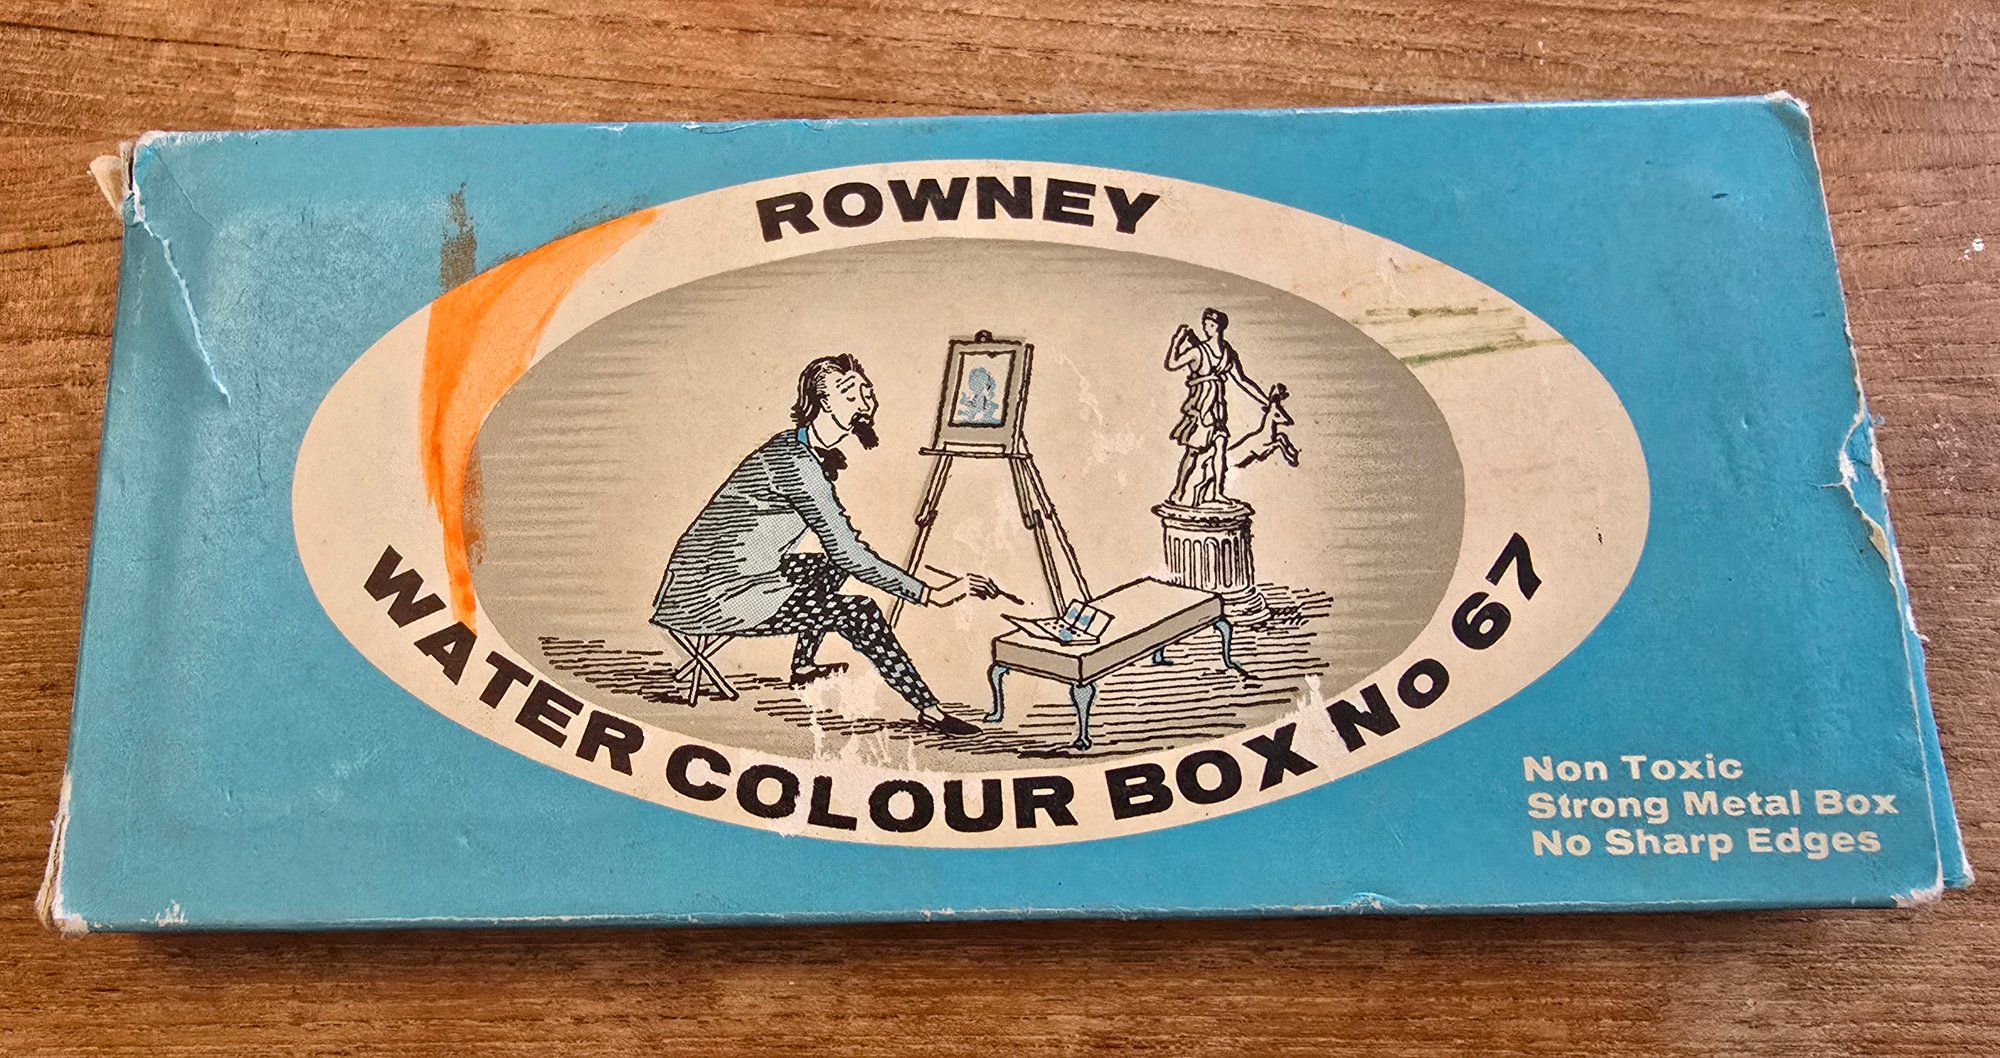 ROWNEY
WATER COLOUR BOX No 67
Non Toxic
Strong Metal Box
No Sharp Edges